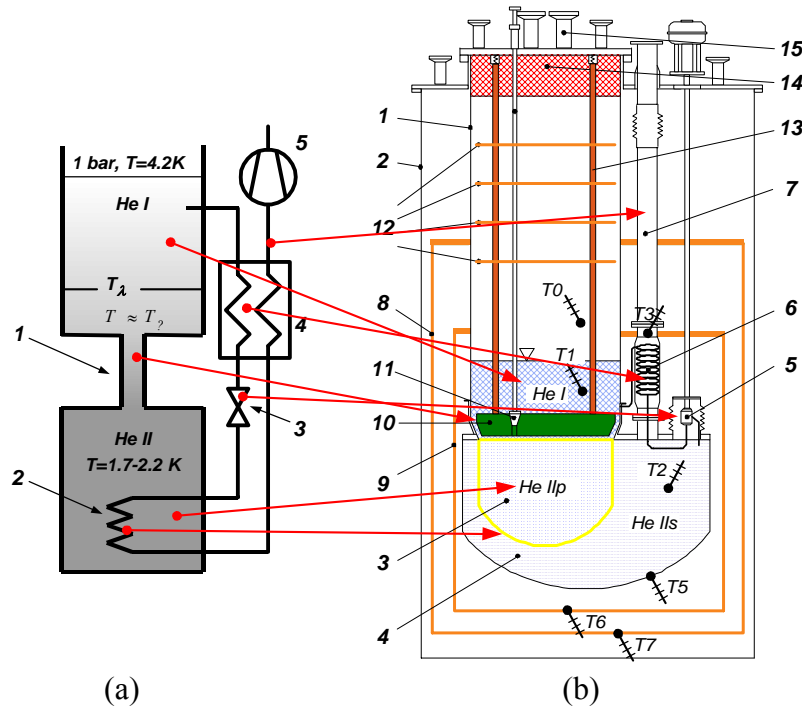 5
1 bar, T=4.2K
He I
Tλ
T ≈ T?
4
1
3
He II
T=1.7-2.2 K
2
(a)
15
14
1
13
2
7
12
T0
8
T3
6
11
T1
He I
5
10
T2
9
He IIp
He IIs
3
T5
4
T6
T7
(b)